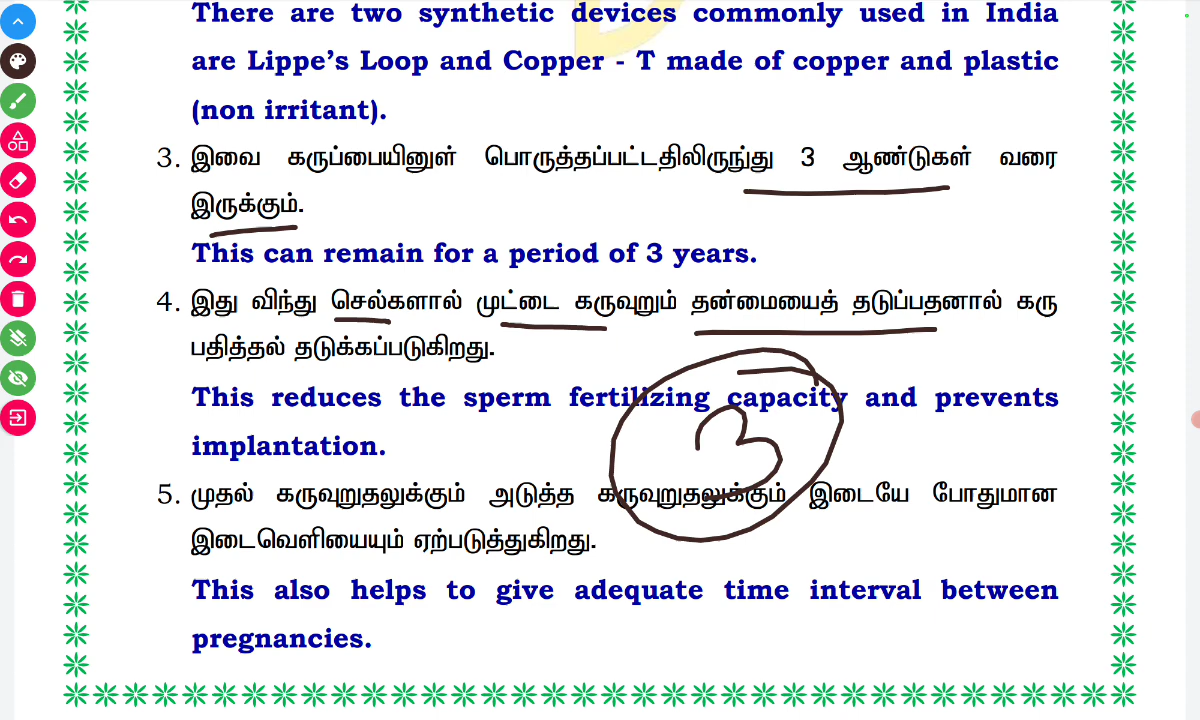 There are two synthetic devices commonly used in India
are Lippe's Loop and Copper - T made of copper and plastic
(non irritant).
3. இவை கருப்பையினுள் பொருத்தப்பட்டதிலிருந்து 3 ஆண்டுகள் வரை
இருக்கும்.
This can remain for a period of 3 years.
4. இது விந்து செல்களால் முட்டை கருவுறும் தன்மையைத் தடுப்பதனால் கரு
பதித்தல் தடுக்கப்படுகிறது.
This reduces the sperm fertilizing capacity and prevents
implantation.
3
5. முதல் கருவுறுதலுக்கும் அடுத்த கருவுறுதலுக்கும் இடையே போதுமான
இடைவெளியையும் ஏற்படுத்துகிறது.
This also helps to give adequate time interval between
pregnancies.